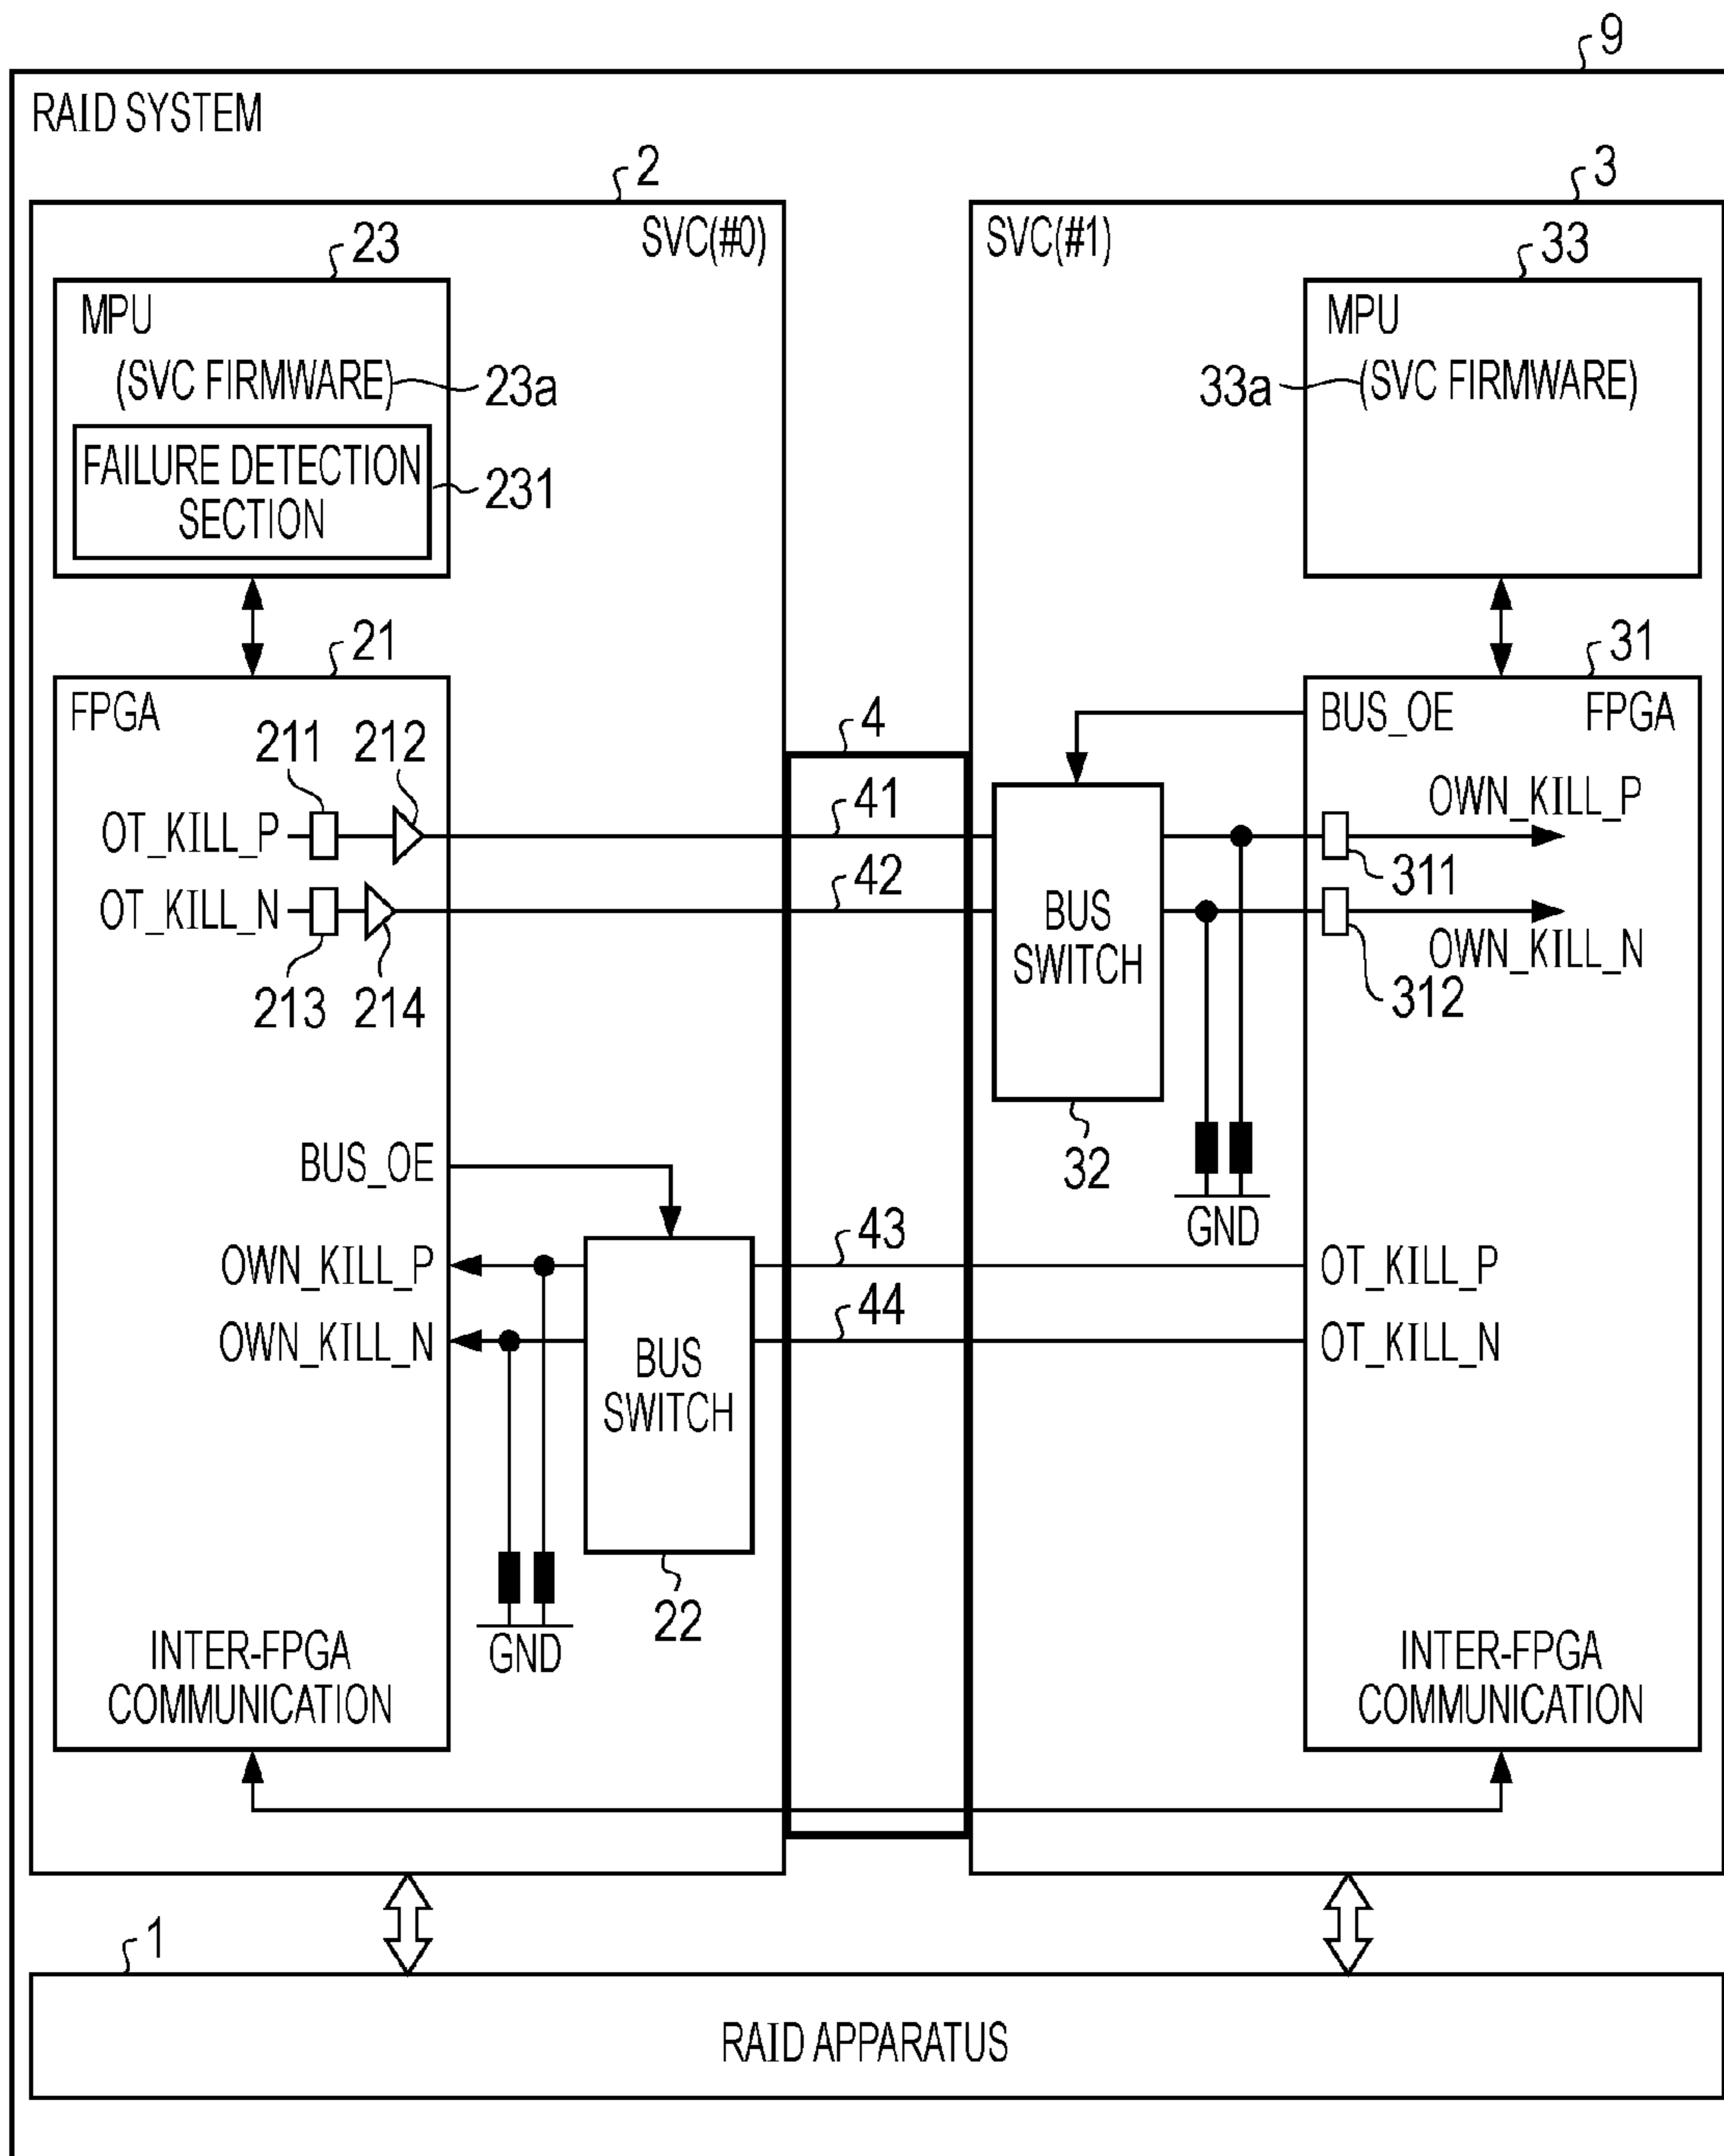 9
RAID SYSTEM
2
3
SVC(#0)
SVC(#1)
23
33
MPU
(SVC FIRMWARE)
23a
FAILURE DETECTION
SECTION
231
MPU
33a
(SVC FIRMWARE)
21
31
FPGA
BUS_OE
FPGA
211
212
4
OT_KILL_P
41
OWN_KILL_P
311
OT_KILL_N
42
OWN_KILL_N
312
213
214
BUS
SWITCH
32
GND
BUS_OE
OWN_KILL_P
43
OT_KILL_P
OWN_KILL_N
44
OT_KILL_N
BUS
SWITCH
22
GND
INTER-FPGA
COMMUNICATION
INTER-FPGA
COMMUNICATION
1
RAID APPARATUS